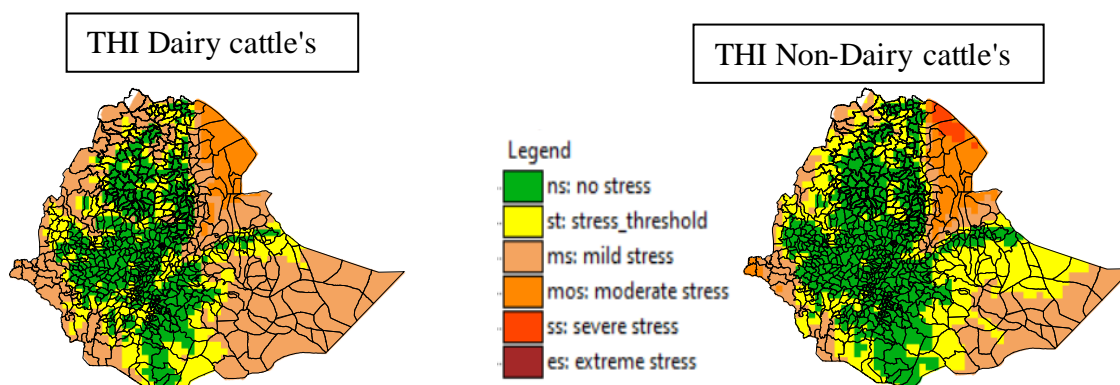 THI Dairy cattle's
THI Non-Dairy cattle's
Legend
ns: no stress
st: stress_threshold
ms: mild stress
mos: moderate stress
ss: severe stress
es: extreme stress